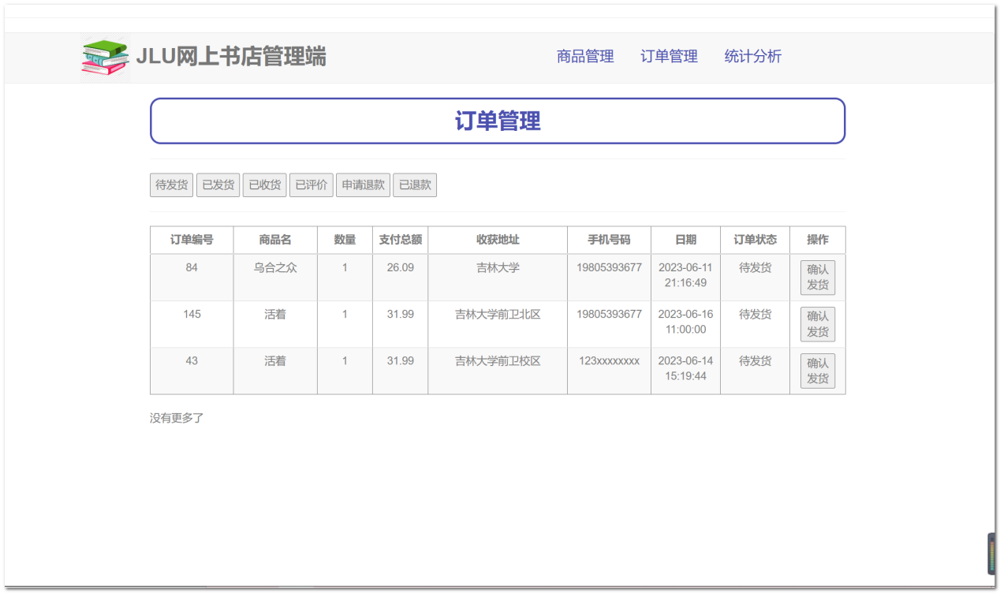 JLU网上书店管理端
商品管理 订单管理 统计分析
订单管理
待发货 已发货 已收货 已评价 申请退款 已退款
订单编号 商品名 数量 支付总额 收获地址 手机号码 日期 订单状态 操作
84 乌合之众 1 26.09 吉林大学 19805393677 2023-06-11 待发货 确认
21:16:49 发货
145 活着 1 31.99 吉林大学前卫北区 19805393677 2023-06-16 待发货 确认
11:00:00 发货
43 活着 1 31.99 吉林大学前卫校区 123xxxxxxxx 2023-06-14 待发货 确认
15:19:44 发货
没有更多了